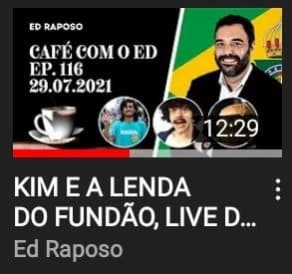 ED RAPOSO
CAFÉ COM O ED
EP. 116
29.07.2021
12:29
KIM E A LENDA
DO FUNDÃO, LIVE D...
Ed Raposo